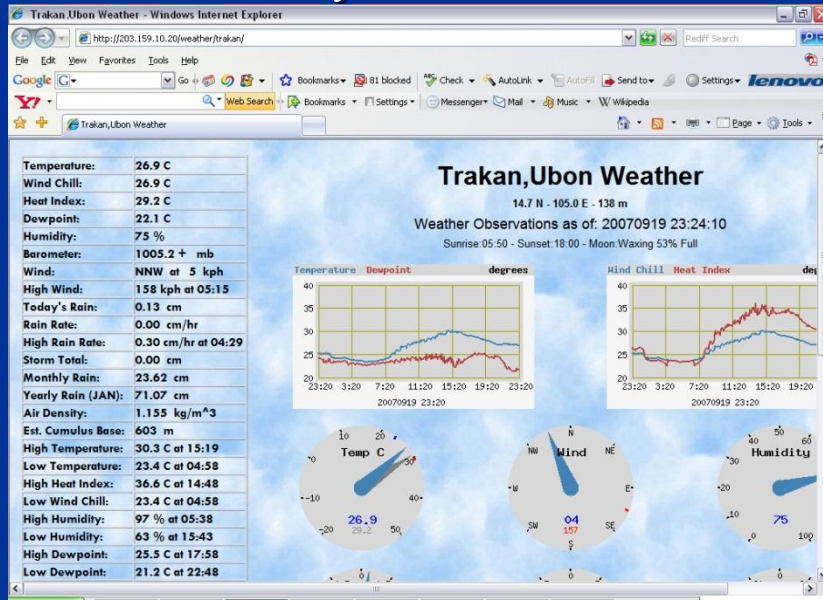 Trakan,Ubon Weather - Windows Internet Explorer
http://203.159.10.20/weather/trakan/
Rediff Search
File Edit View Favorites Tools Help
Google G Go Bookmarks 81 blocked Check AutoLink AutoFill Send to Settings lenovo
Y! Web Search Bookmarks Settings Messenger Mail Music W Wikipedia
Trakan,Ubon Weather Page Tools
Temperature: 26.9 C
Wind Chill: 26.9 C
Heat Index: 29.2 C
Dewpoint: 22.1 C
Humidity: 75 %
Barometer: 1005.2 + mb
Wind: NNW at 5 kph
High Wind: 158 kph at 05:15
Today's Rain: 0.13 cm
Rain Rate: 0.00 cm/hr
High Rain Rate: 0.30 cm/hr at 04:29
Storm Total: 0.00 cm
Monthly Rain: 23.62 cm
Yearly Rain (JAN): 71.07 cm
Air Density: 1.155 kg/m^3
Est. Cumulus Base: 603 m
High Temperature: 30.3 C at 15:19
Low Temperature: 23.4 C at 04:58
High Heat Index: 36.6 C at 14:48
Low Wind Chill: 23.4 C at 04:58
High Humidity: 97 % at 05:38
Low Humidity: 63 % at 15:43
High Dewpoint: 25.5 C at 17:58
Low Dewpoint: 21.2 C at 22:48
Trakan,Ubon Weather
14.7 N - 105.0 E - 138 m
Weather Observations as of: 20070919 23:24:10
Sunrise:05:50 - Sunset:18:00 - Moon:Waxing 53% Full
Temperature Dewpoint degrees
40
35
30
25
20
23:20 3:20 7:20 11:20 15:20 19:20 23:20
20070919 23:20
Wind Chill Heat Index
40
35
30
25
20
23:20 3:20 7:20 11:20 15:20 19:20
20070919 23:20
Temp C
-20 -10 0 10 20 30 40 50
26.9
29.2
Wind
N NE E SE S SW W NW
04
157
Humidity
0 10 20 30 40 50 60 100
75
0
0
0